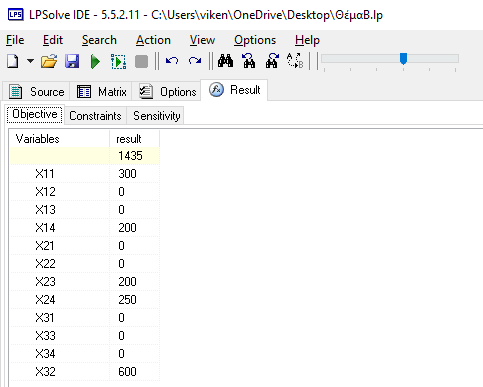 LPSolve IDE - 5.5.2.11 - C:\Users\viken\OneDrive\Desktop\ΘέμαB.lp
File Edit Search Action View Options Help
Source Matrix Options Result
Objective Constraints Sensitivity
Variables result
1435
X11 300
X12 0
X13 0
X14 200
X21 0
X22 0
X23 200
X24 250
X31 0
X33 0
X34 0
X32 600